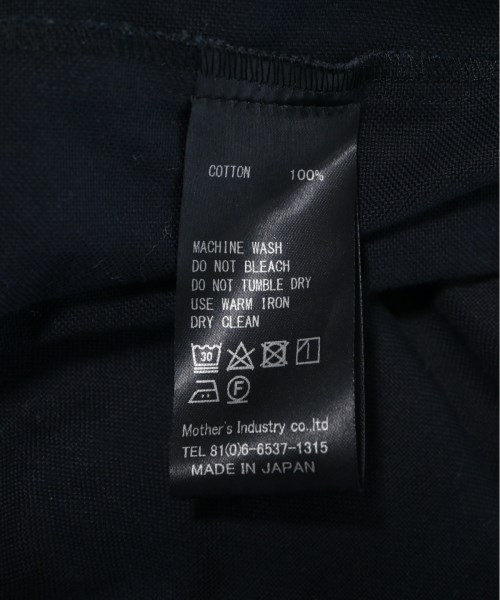 COTTON 100%
MACHINE WASH
DO NOT BLEACH
DO NOT TUMBLE DRY
USE WARM IRON
DRY CLEAN
30
F
Mother's Industry co.,ltd
TEL 81(0)6-6537-1315
MADE IN JAPAN